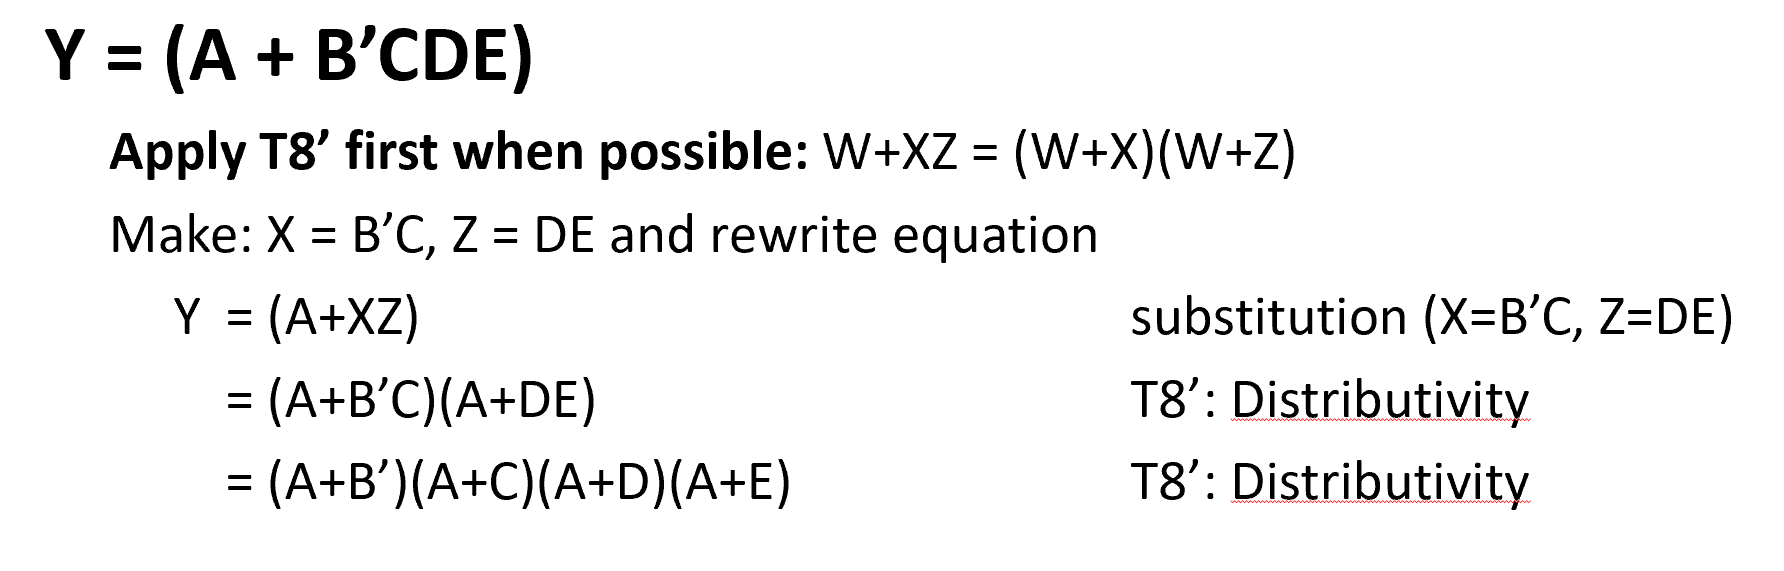 Y = (A + B’CDE)
Apply T8’ first when possible: W+XZ = (W+X)(W+Z)
Make: X = B’C, Z = DE and rewrite equation
Y = (A+XZ) substitution (X=B’C, Z=DE)
= (A+B’C)(A+DE) T8’: Distributivity
= (A+B’)(A+C)(A+D)(A+E) T8’: Distributivity